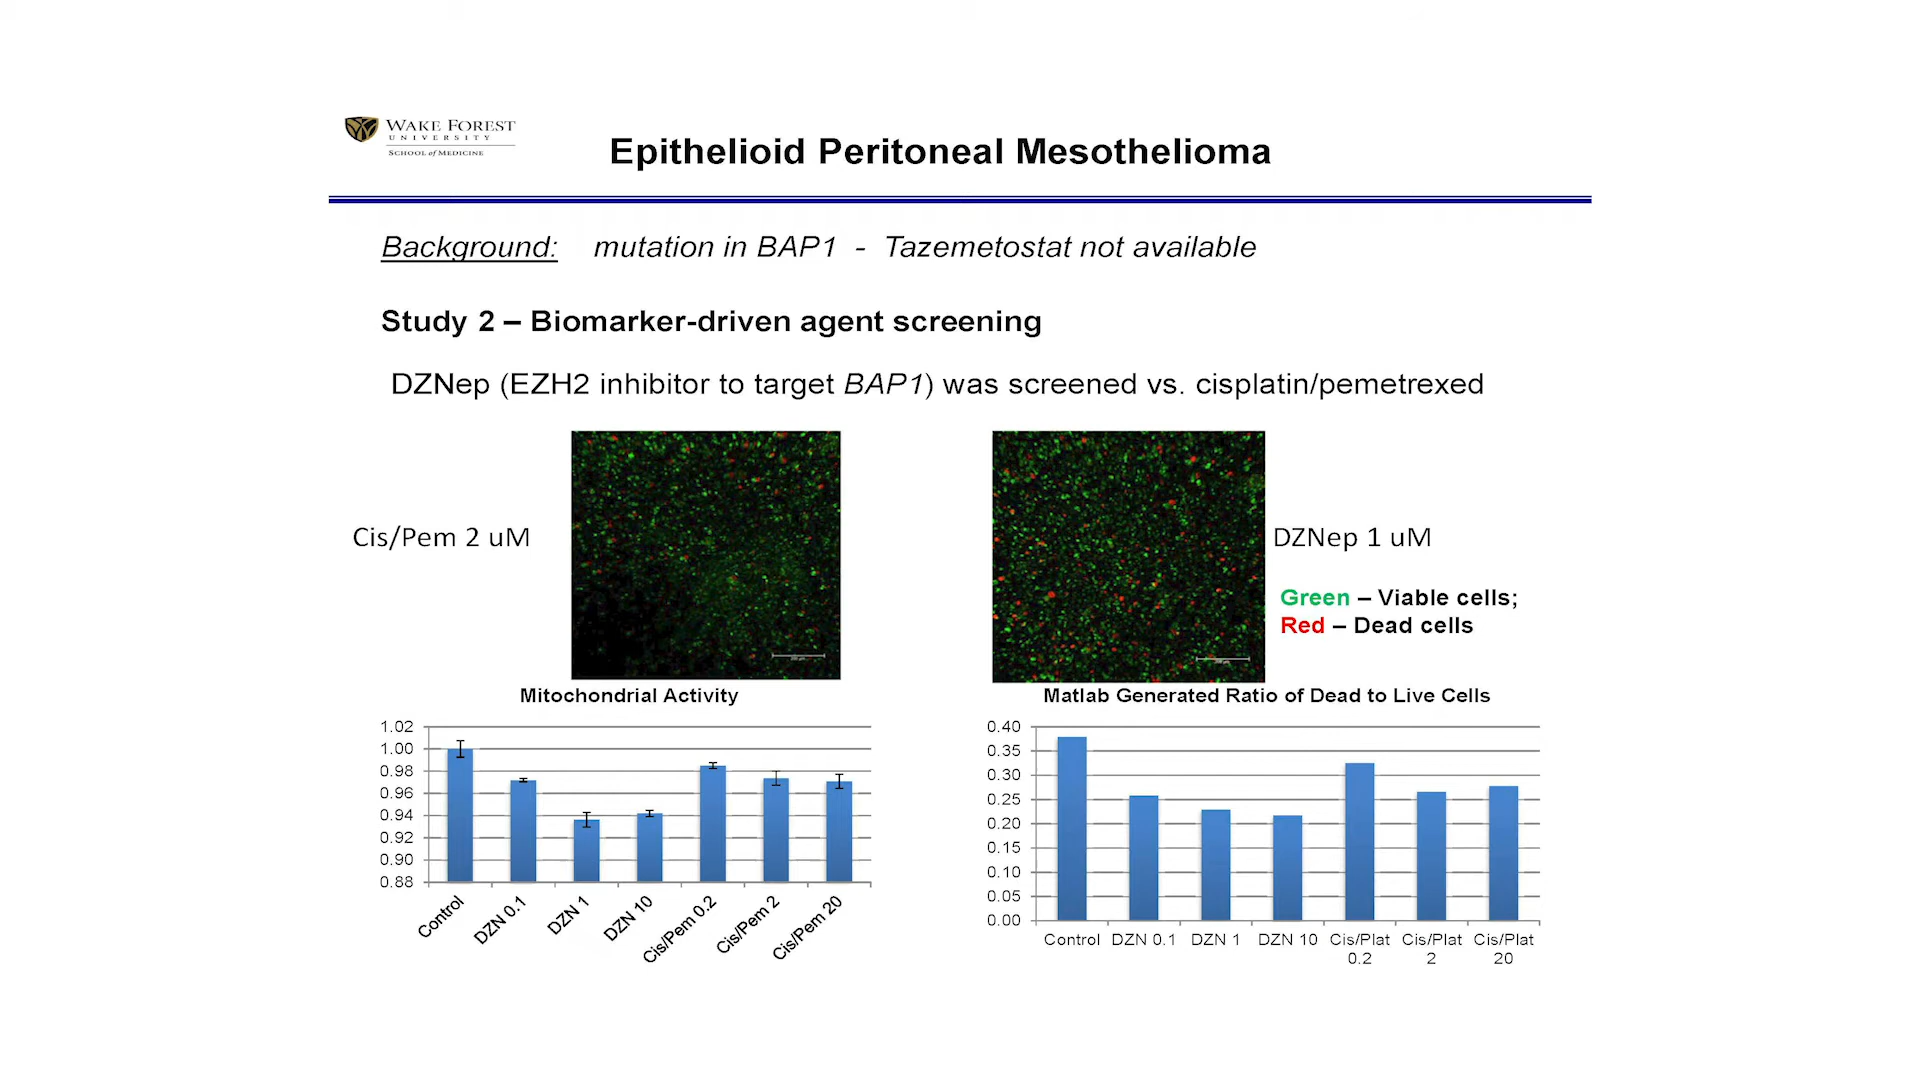 WAKE FOREST
UNIVERSITY
SCHOOL of MEDICINE
Epithelioid Peritoneal Mesothelioma
Background: mutation in BAP1 - Tazemetostat not available
Study 2 – Biomarker-driven agent screening
DZNep (EZH2 inhibitor to target BAP1) was screened vs. cisplatin/pemetrexed
Cis/Pem 2 uM
DZNep 1 uM
Green – Viable cells;
Red – Dead cells
Mitochondrial Activity
1.02
1.00
0.98
0.96
0.94
0.92
0.90
0.88
Control
DZN 0.1
DZN 1
DZN 10
Cis/Pem 0.2
Cis/Pem 2
Cis/Pem 20
Matlab Generated Ratio of Dead to Live Cells
0.40
0.35
0.30
0.25
0.20
0.15
0.10
0.05
0.00
Control DZN 0.1 DZN 1 DZN 10 Cis/Plat Cis/Plat Cis/Plat
0.2 2 20